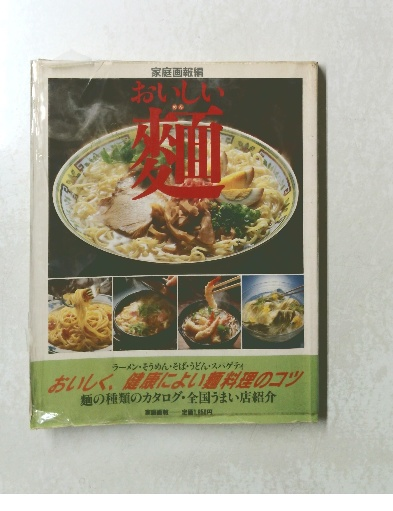 家庭画報編
おいしい
めん
麵
ラーメン・そうめん・そば・うどん・スパゲティ
おいしく、健康によい麺料理のコツ
麺の種類のカタログ・全国うまい店紹介